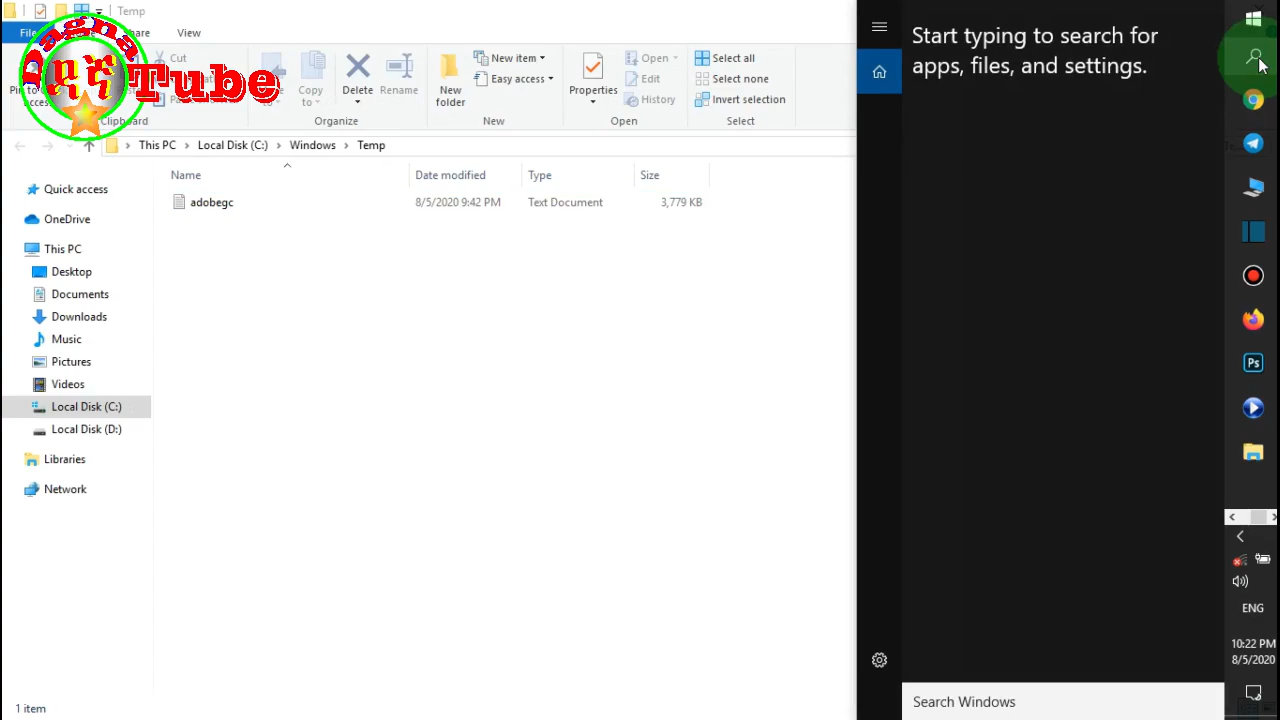 Temp
File
Share
View
Dagna
Tube
Cut
Copy
to
Delete
Rename
New
folder
New item
Easy access
Properties
Open
Edit
History
Select all
Select none
Invert selection
Clipboard
Organize
New
Open
Select
This PC
Local Disk (C:)
Windows
Temp
Name
Date modified
Type
Size
adobegc
8/5/2020 9:42 PM
Text Document
3,779 KB
Quick access
OneDrive
This PC
Desktop
Documents
Downloads
Music
Pictures
Videos
Local Disk (C:)
Local Disk (D:)
Libraries
Network
1 item
Start typing to search for
apps, files, and settings.
Search Windows
Ps
ENG
10:22 PM
8/5/2020